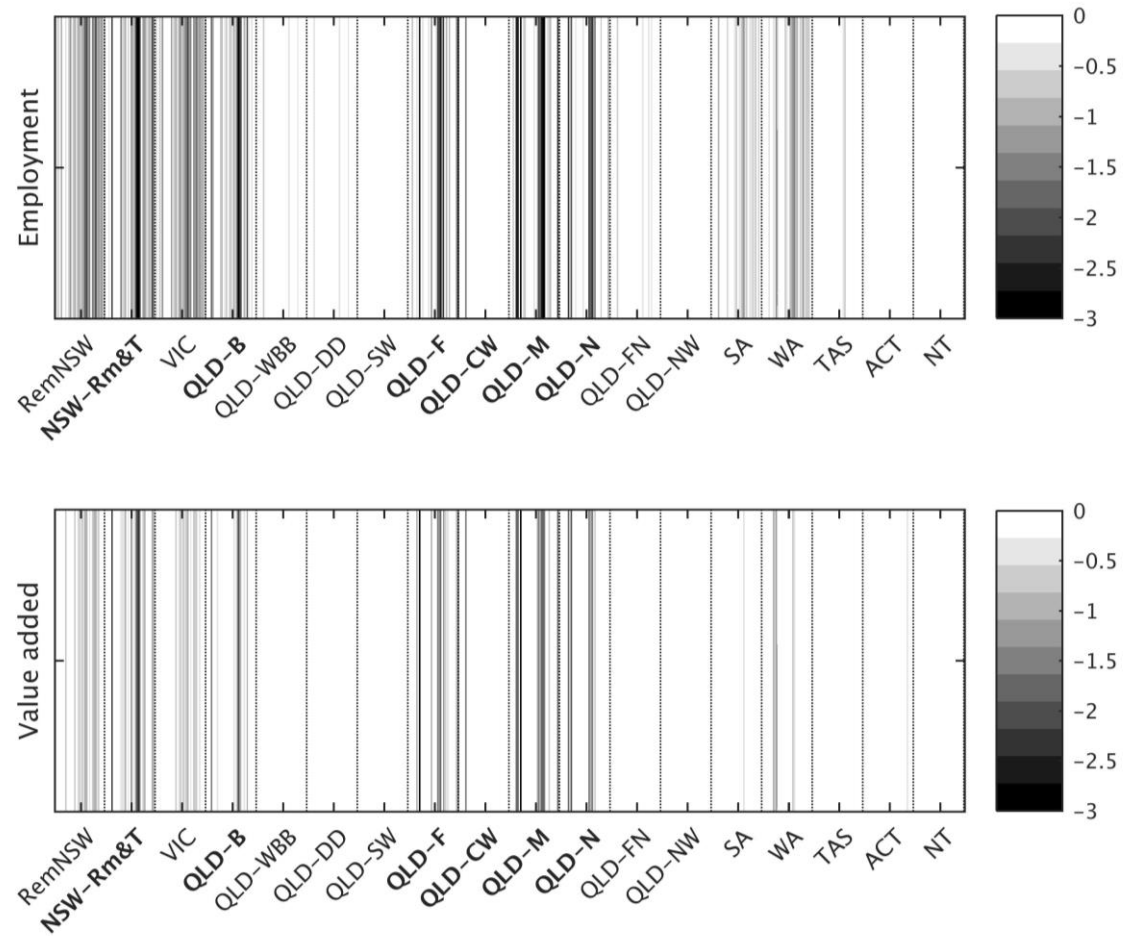 Employment
0
−0.5
−1
−1.5
−2
−2.5
−3
RemNSW
NSW−Rm&T
VIC
QLD−B
QLD−WBB
QLD−DD
QLD−SW
QLD−F
QLD−CW
QLD−M
QLD−N
QLD−FN
QLD−NW
SA
WA
TAS
ACT
NT
Value added
0
−0.5
−1
−1.5
−2
−2.5
−3
RemNSW
NSW−Rm&T
VIC
QLD−B
QLD−WBB
QLD−DD
QLD−SW
QLD−F
QLD−CW
QLD−M
QLD−N
QLD−FN
QLD−NW
SA
WA
TAS
ACT
NT